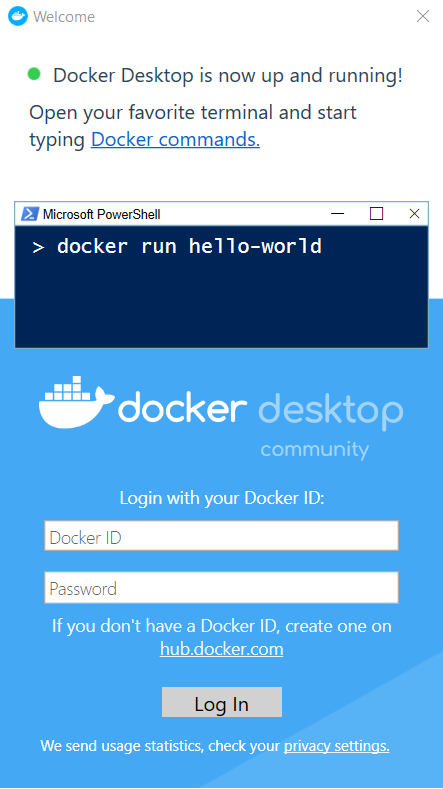 Welcome
Docker Desktop is now up and running!
Open your favorite terminal and start
typing Docker commands.
Microsoft PowerShell
> docker run hello-world
docker desktop
community
Login with your Docker ID:
Docker ID
Password
If you don't have a Docker ID, create one on
hub.docker.com
Log In
We send usage statistics, check your privacy settings.